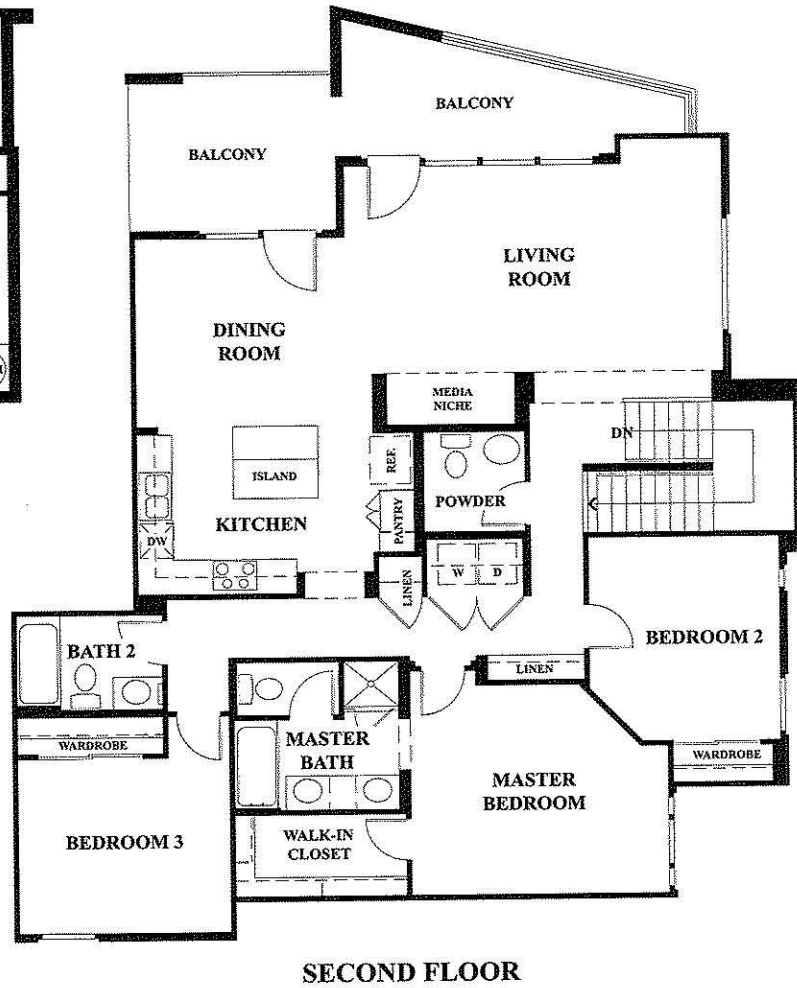 BALCONY
BALCONY
LIVING
ROOM
DINING
ROOM
MEDIA
NICHE
DN
REF.
ISLAND
POWDER
PANTRY
KITCHEN
DW
W
D
LINEN
BEDROOM 2
BATH 2
LINEN
WARDROBE
MASTER
BATH
WARDROBE
MASTER
BEDROOM
BEDROOM 3
WALK-IN
CLOSET
SECOND FLOOR